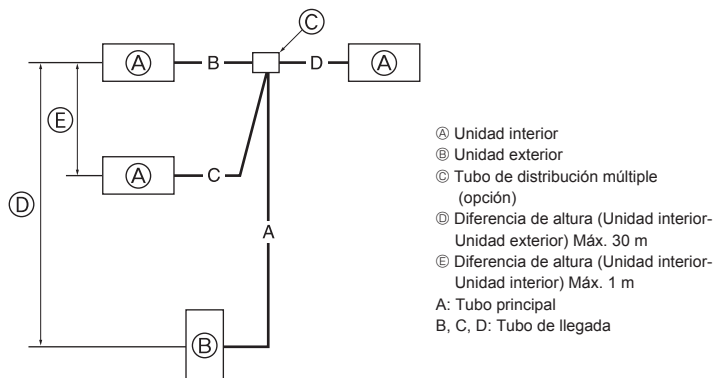 Ⓒ
Ⓐ B D Ⓐ
Ⓔ
Ⓐ C
Ⓓ
A
Ⓑ
Ⓐ Unidad interior
Ⓑ Unidad exterior
Ⓒ Tubo de distribución múltiple
(opción)
Ⓓ Diferencia de altura (Unidad interior-
Unidad exterior) Máx. 30 m
Ⓔ Diferencia de altura (Unidad interior-
Unidad interior) Máx. 1 m
A: Tubo principal
B, C, D: Tubo de llegada